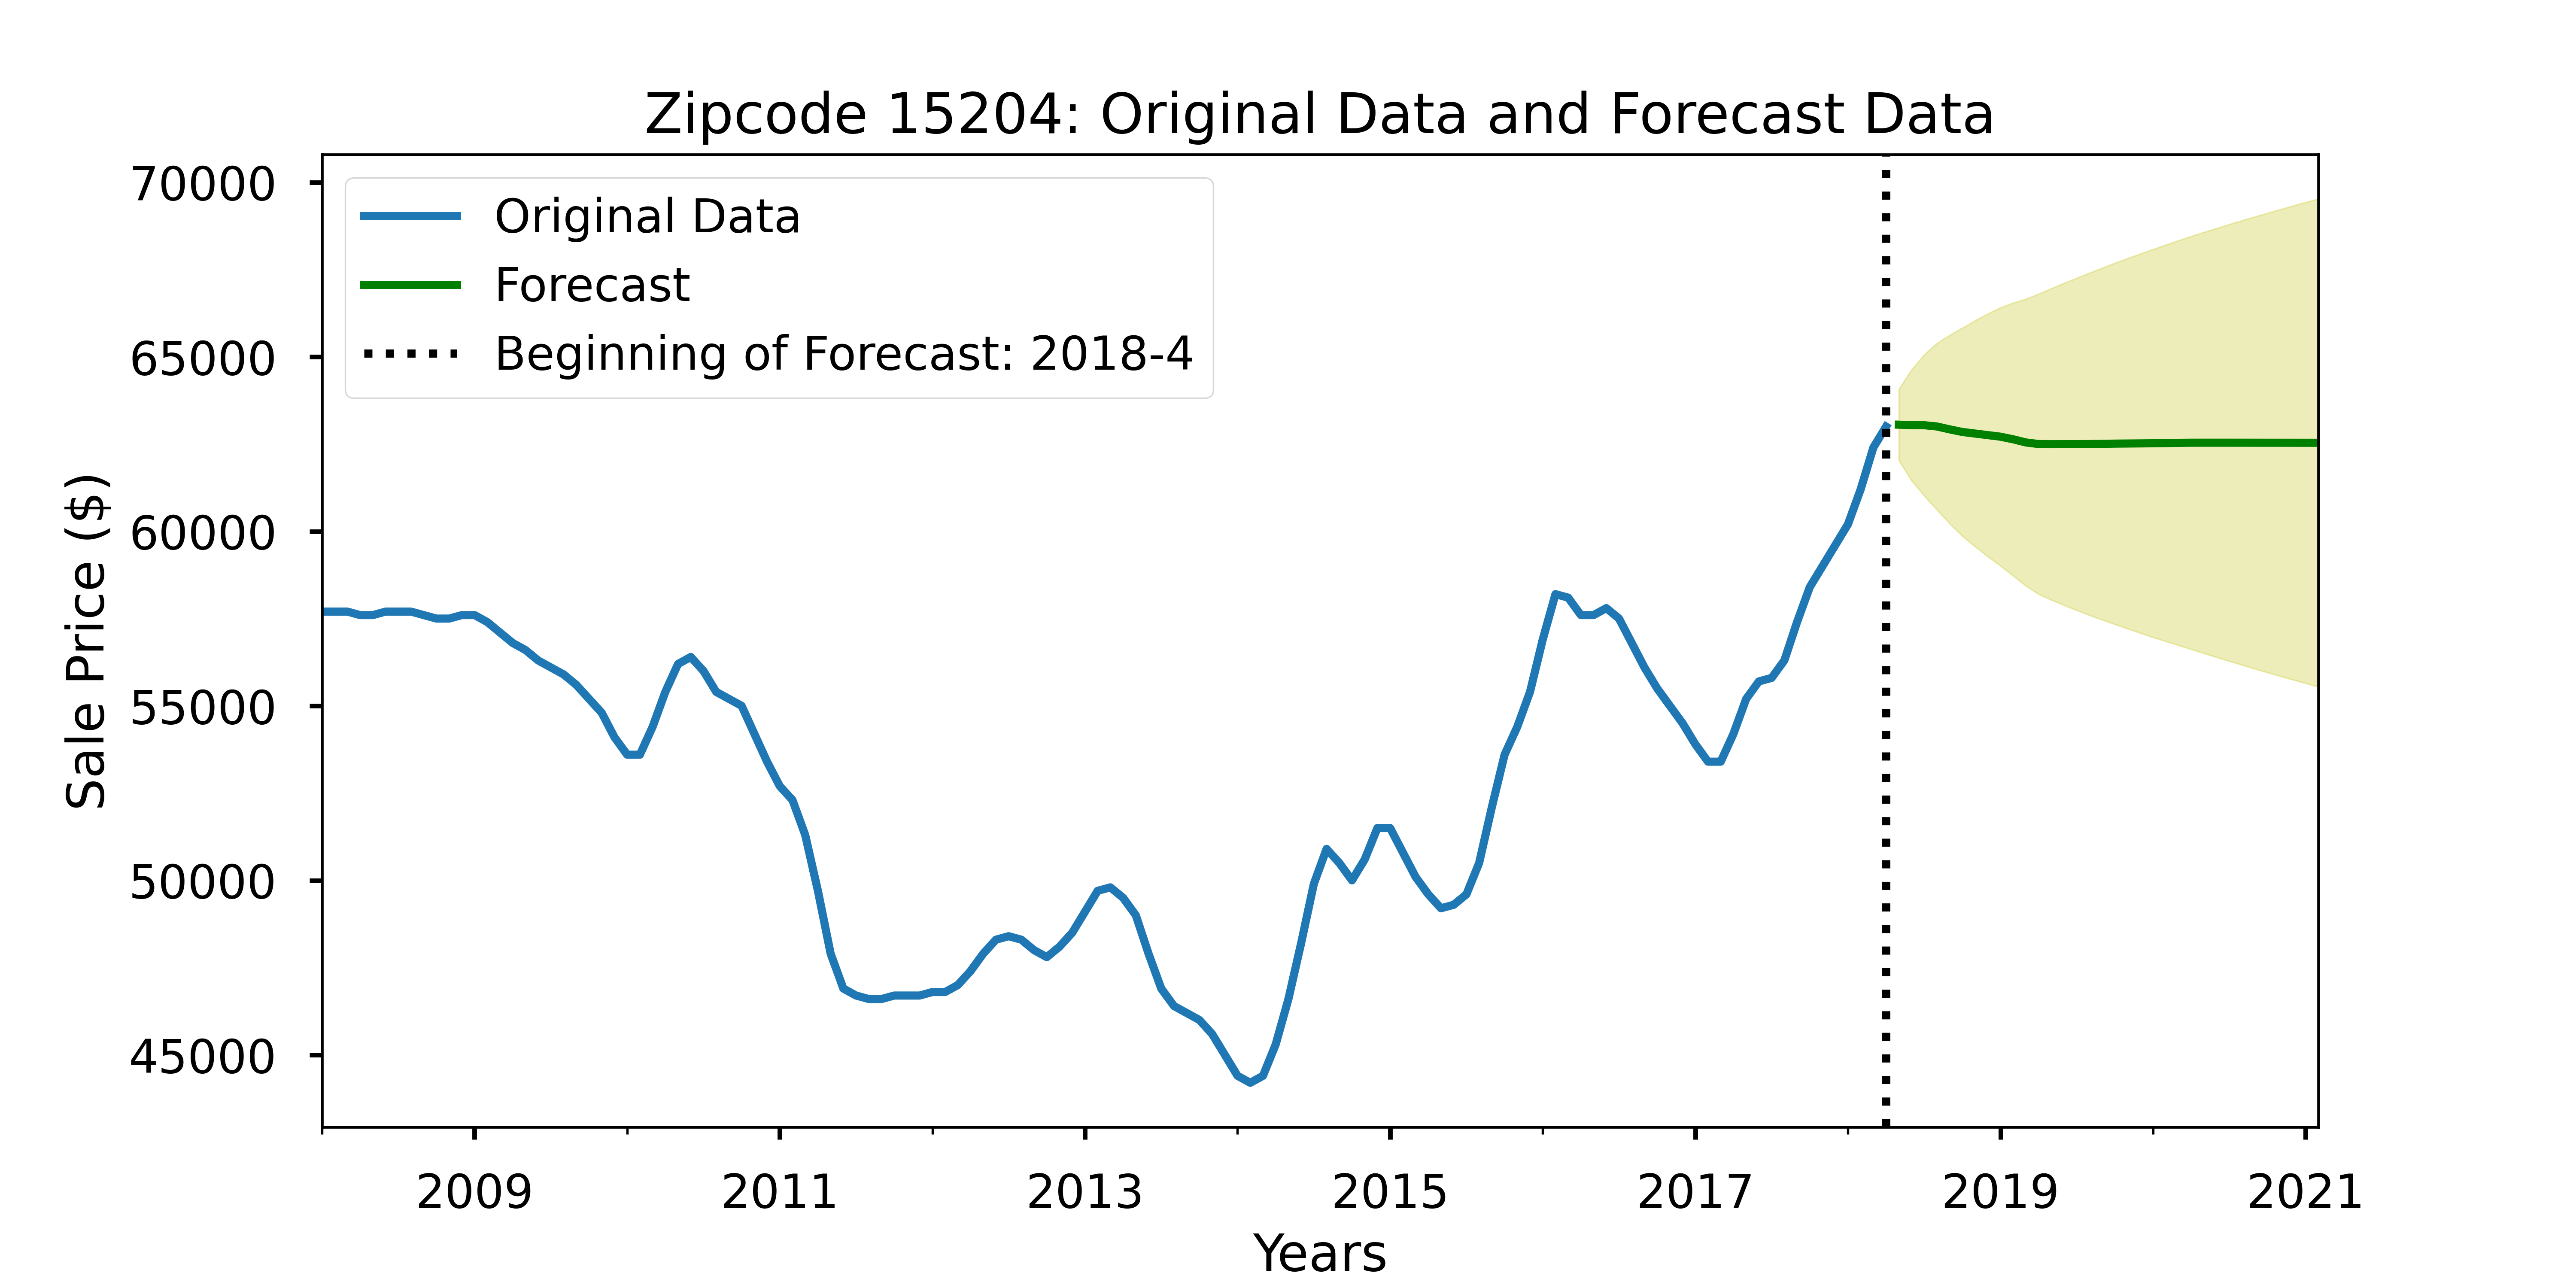 Zipcode 15204: Original Data and Forecast Data
70000
65000
60000
55000
50000
45000
Sale Price ($)
Original Data
Forecast
Beginning of Forecast: 2018-4
2009 2011 2013 2015 2017 2019 2021
Years